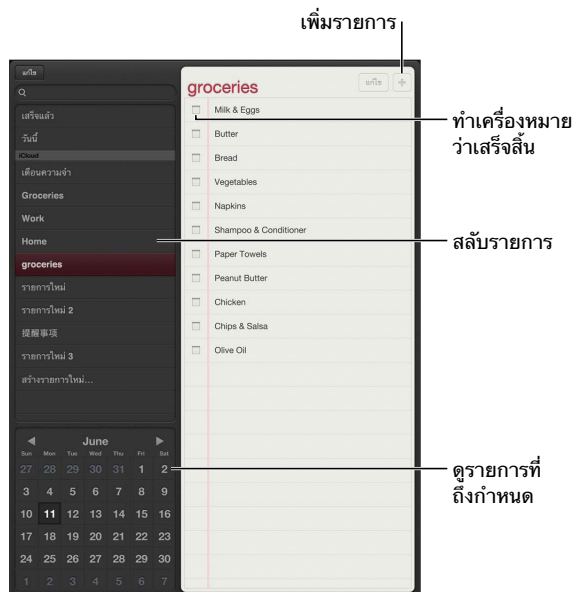 เพิ่มรายการ
แก้ไข
เสร็จแล้ว
วันนี้
iCloud
เตือนความจำ
Groceries
Work
Home
groceries
รายการใหม่
รายการใหม่ 2
提醒事项
รายการใหม่ 3
สร้างรายการใหม่...
June
Sun Mon Tue Wed Thu Fri Sat
27 28 29 30 31 1 2
3 4 5 6 7 8 9
10 11 12 13 14 15 16
17 18 19 20 21 22 23
24 25 26 27 28 29 30
1 2 3 4 5 6 7
groceries
แก้ไข
Milk & Eggs
Butter
Bread
Vegetables
Napkins
Shampoo & Conditioner
Paper Towels
Peanut Butter
Chicken
Chips & Salsa
Olive Oil
ทำเครื่องหมาย
ว่าเสร็จสิ้น
สลับรายการ
ดูรายการที่
ถึงกำหนด